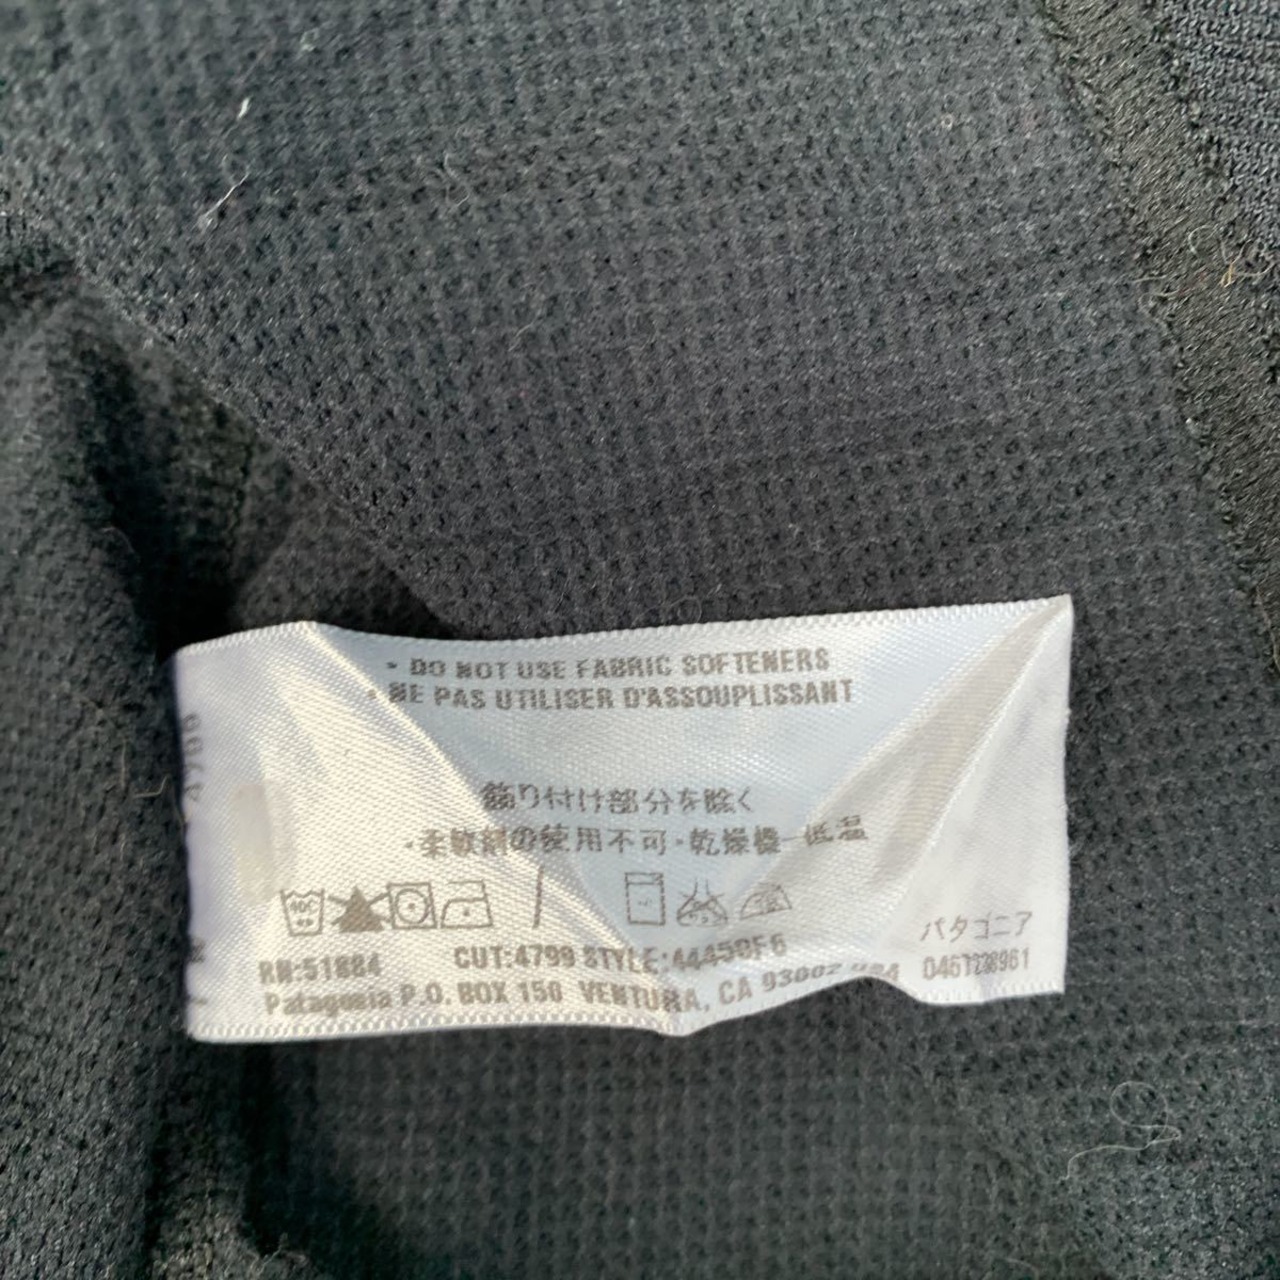 • DO NOT USE FABRIC SOFTENERS
• NE PAS UTILISER D'ASSOUPLISSANT
飾り付け部分を除く
・柔軟剤の使用不可・乾燥機一低温
40C
RN:51884 CUT:4799 STYLE:44450F6
パタゴニア
Patagonia P.O. BOX 150 VENTURA, CA 93002 USA